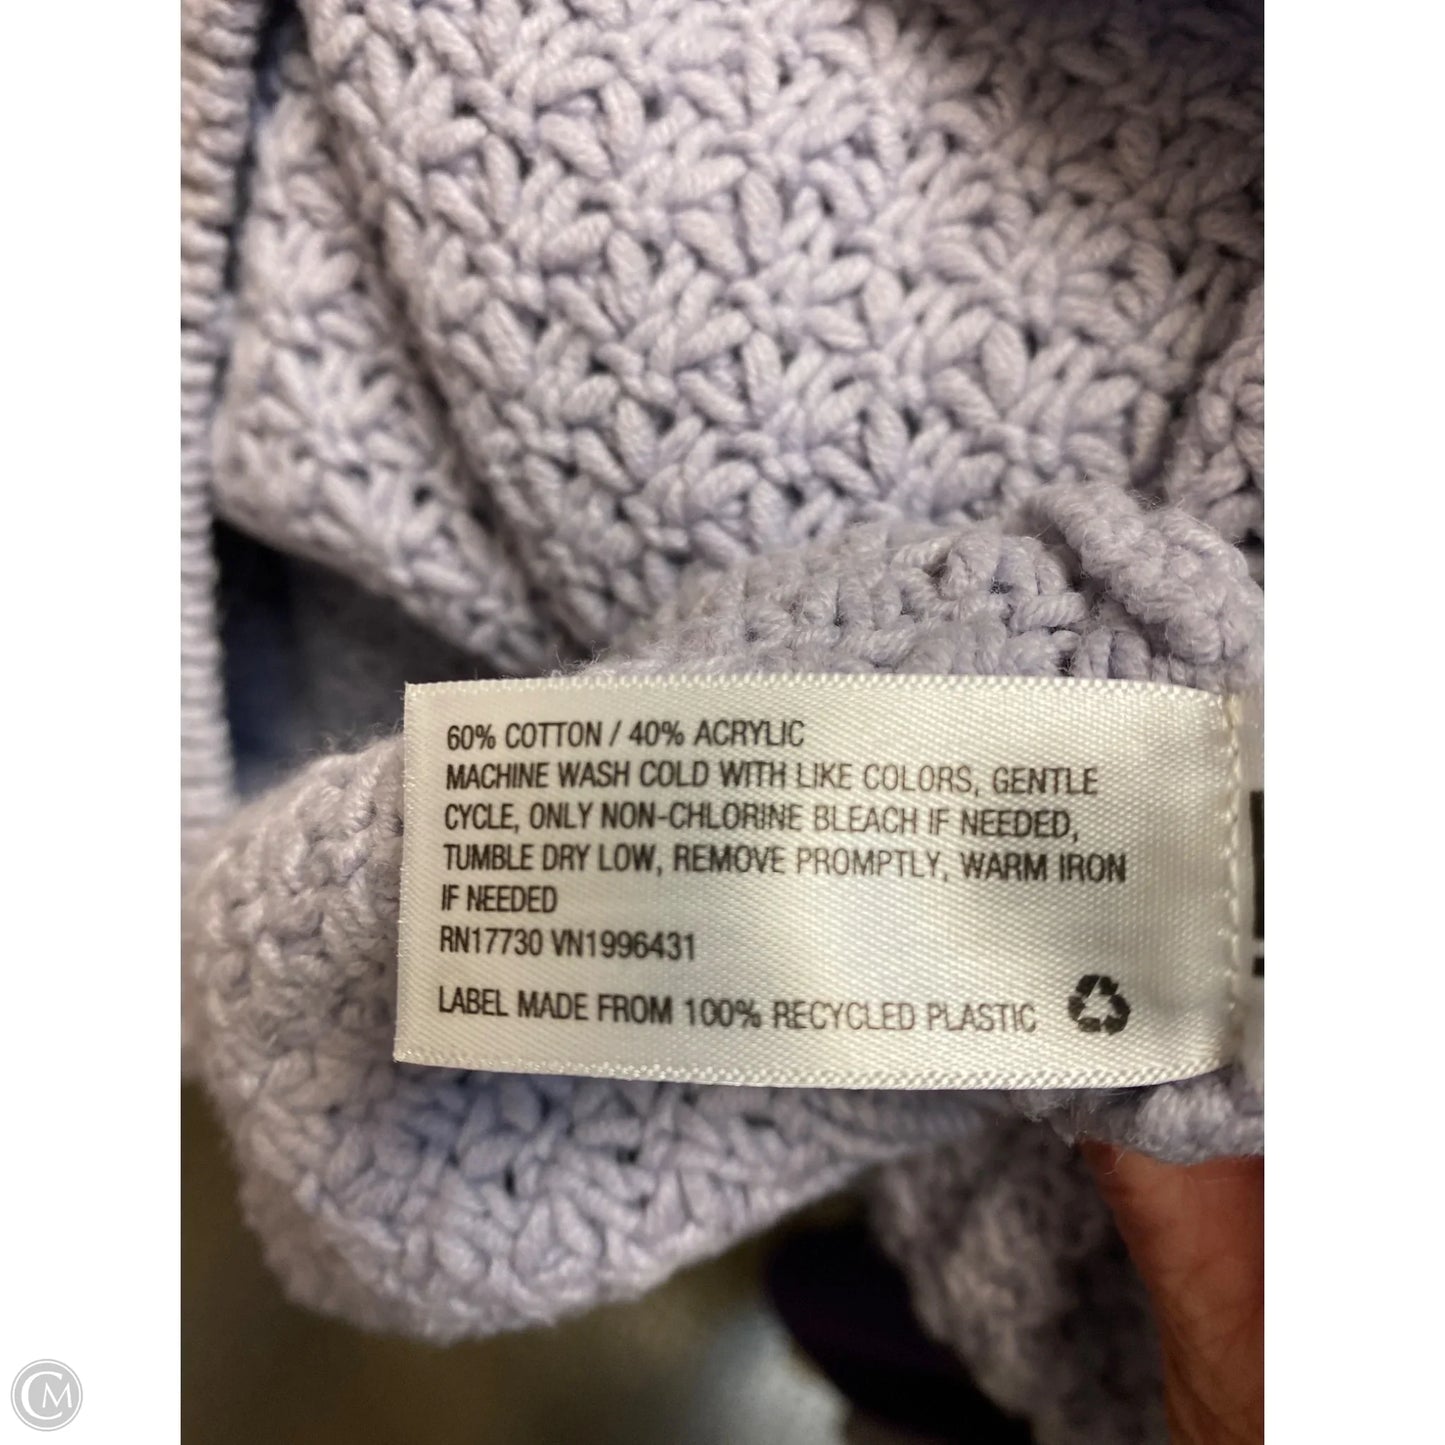 60% COTTON / 40% ACRYLIC
MACHINE WASH COLD WITH LIKE COLORS, GENTLE
CYCLE, ONLY NON-CHLORINE BLEACH IF NEEDED,
TUMBLE DRY LOW, REMOVE PROMPTLY, WARM IRON
IF NEEDED
RN17730 VN1996431
LABEL MADE FROM 100% RECYCLED PLASTIC
CM